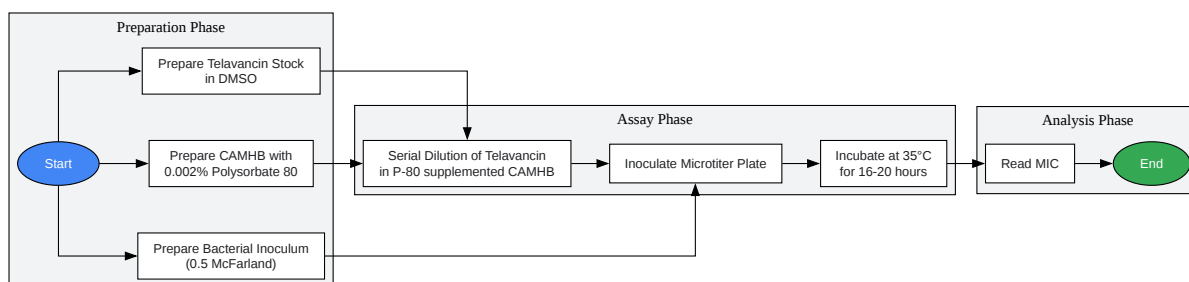 Preparation Phase
Start
Prepare Telavancin Stock
in DMSO
Prepare CAMHB with
0.002% Polysorbate 80
Prepare Bacterial Inoculum
(0.5 McFarland)
Assay Phase
Serial Dilution of Telavancin
in P-80 supplemented CAMHB
Inoculate Microtiter Plate
Incubate at 35°C
for 16-20 hours
Analysis Phase
Read MIC
End